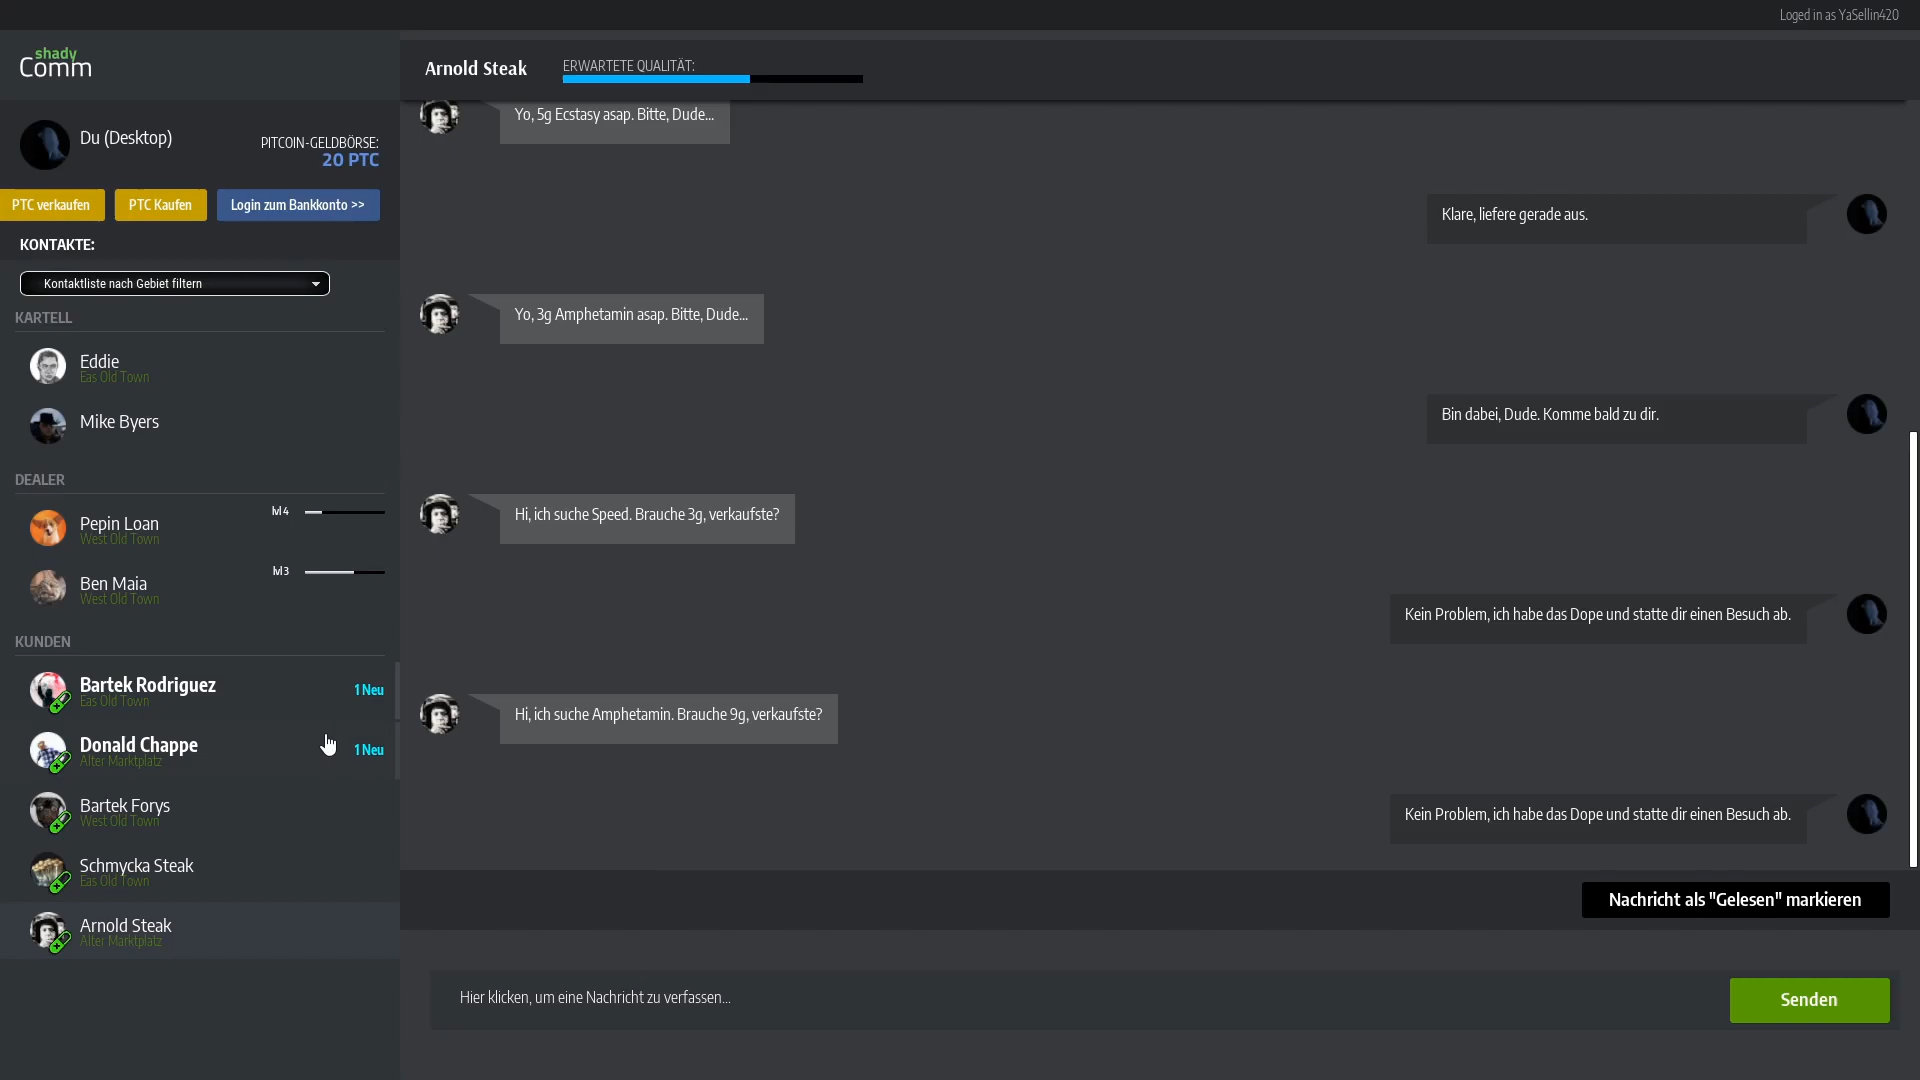 Loged in as YaSellin420
shady
Comm
Du (Desktop)
PITCOIN-GELDBÖRSE:
20 PTC
PTC verkaufen
PTC Kaufen
Login zum Bankkonto >>
KONTAKTE:
Kontaktliste nach Gebiet filtern
KARTELL
Eddie
Eas Old Town
Mike Byers
DEALER
Pepin Loan
West Old Town
lvl 4
Ben Maia
West Old Town
lvl 3
KUNDEN
Bartek Rodriguez
Eas Old Town
1 Neu
Donald Chappe
Alter Marktplatz
1 Neu
Bartek Forys
West Old Town
Schmycka Steak
Eas Old Town
Arnold Steak
Alter Marktplatz
Arnold Steak
ERWARTETE QUALITÄT:
Yo, 5g Ecstasy asap. Bitte, Dude...
Klare, liefere gerade aus.
Yo, 3g Amphetamin asap. Bitte, Dude...
Bin dabei, Dude. Komme bald zu dir.
Hi, ich suche Speed. Brauche 3g, verkaufste?
Kein Problem, ich habe das Dope und statte dir einen Besuch ab.
Hi, ich suche Amphetamin. Brauche 9g, verkaufste?
Kein Problem, ich habe das Dope und statte dir einen Besuch ab.
Nachricht als "Gelesen" markieren
Hier klicken, um eine Nachricht zu verfassen...
Senden